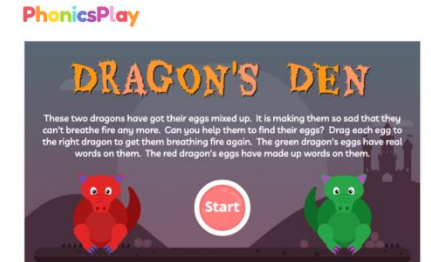 PhonicsPlay
DRAGON'S DEN
These two dragons have got their eggs mixed up. It is making them so sad that they
can't breathe fire any more. Can you help them to find their eggs? Drag each egg to
the right dragon to get them breathing fire again. The green dragon's eggs have real
words on them. The red dragon's eggs have made up words on them.
Start